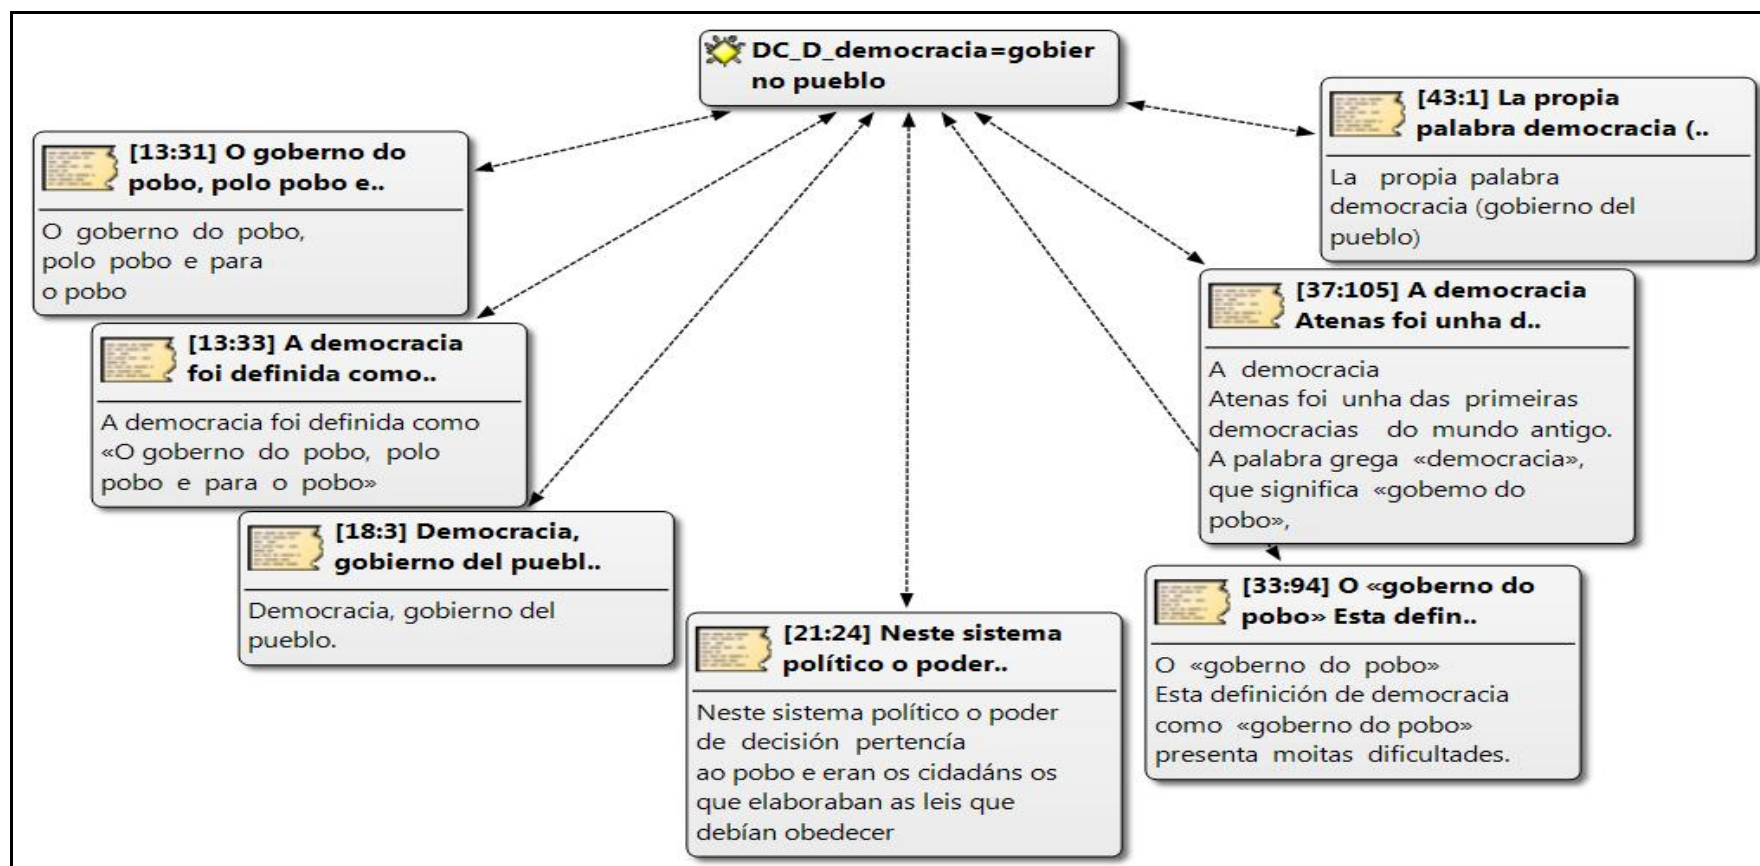 DC_D_democracia=gobier
no pueblo
[43:1] La propia
palabra democracia (..
La propia palabra
democracia (gobierno del
pueblo)
[13:31] O goberno do
pobo, polo pobo e..
O goberno do pobo,
polo pobo e para
o pobo
[37:105] A democracia
Atenas foi unha d..
A democracia
Atenas foi unha das primeiras
democracias do mundo antigo.
A palabra grega «democracia»,
que significa «gobemo do
pobo»,
[13:33] A democracia
foi definida como..
A democracia foi definida como
«O goberno do pobo, polo
pobo e para o pobo»
[18:3] Democracia,
gobierno del puebl..
Democracia, gobierno del
pueblo.
[21:24] Neste sistema
político o poder..
Neste sistema político o poder
de decisión pertencía
ao pobo e eran os cidadáns os
que elaboraban as leis que
debían obedecer
[33:94] O «goberno do
pobo» Esta defin..
O «goberno do pobo»
Esta definición de democracia
como «goberno do pobo»
presenta moitas dificultades.